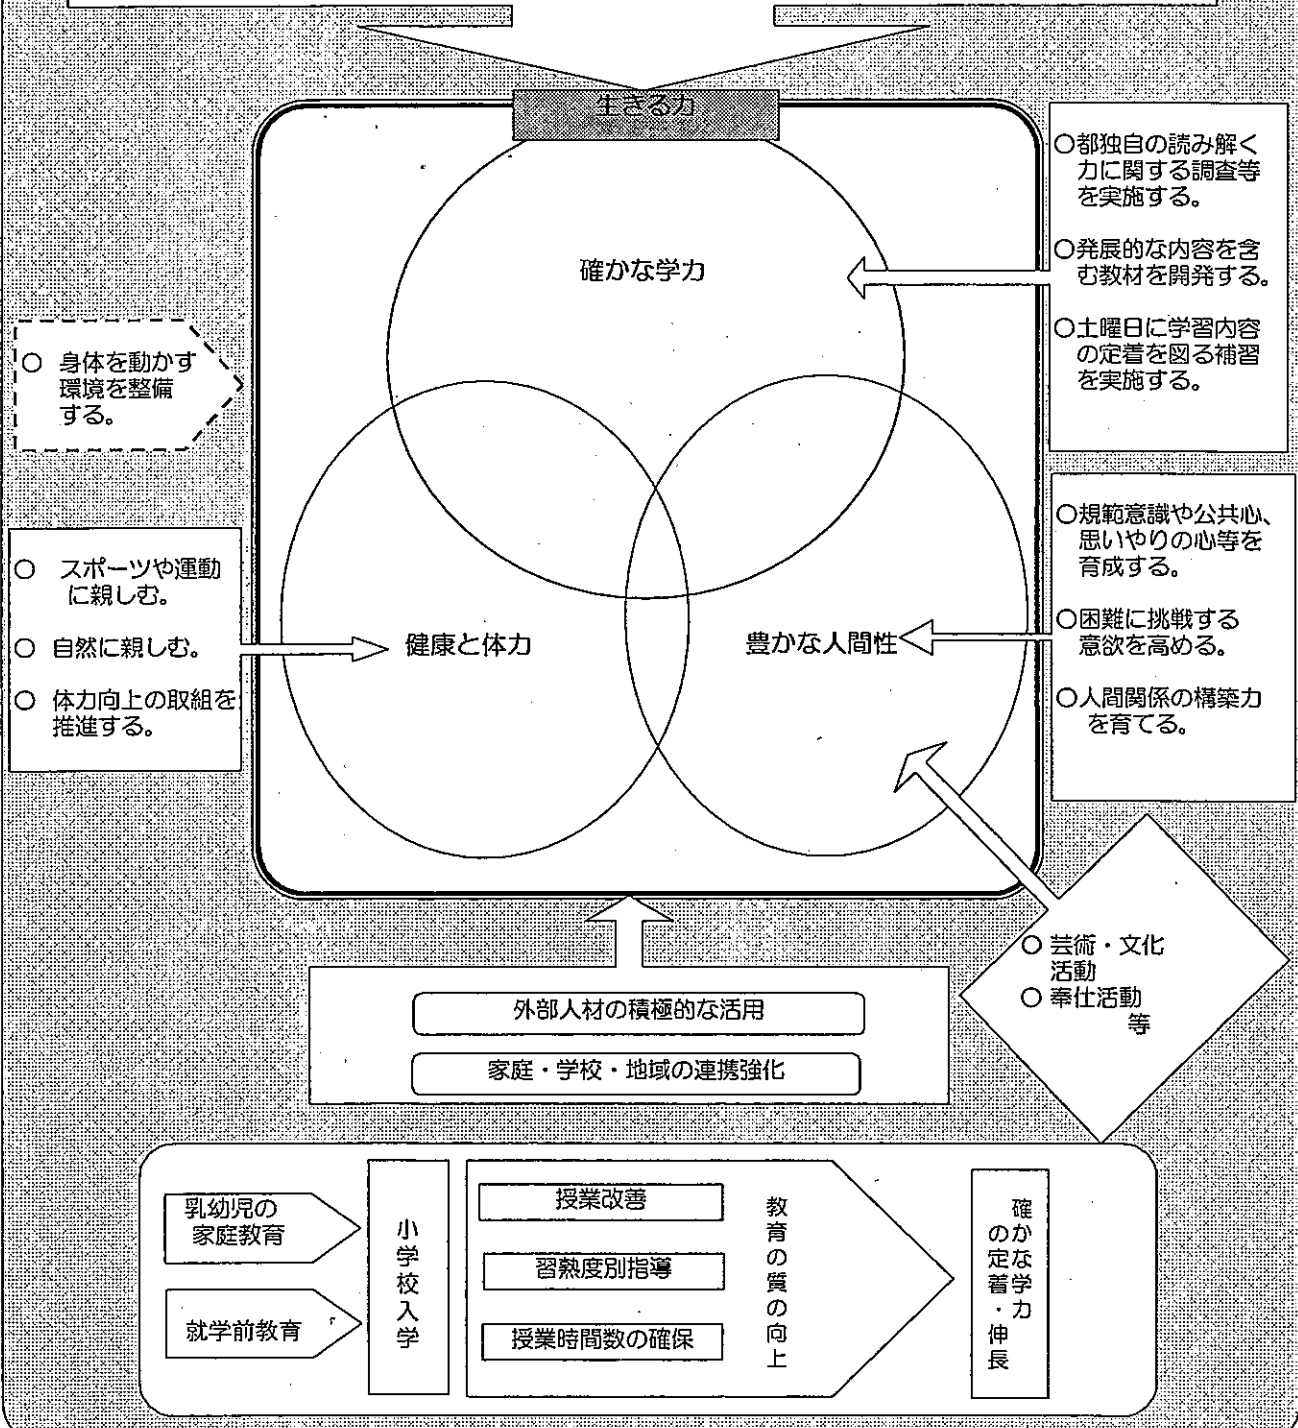 生きる力
確かな学力
○都独自の読み解く
力に関する調査等
を実施する。
○発展的な内容を含
む教材を開発する。
○土曜日に学習内容
の定着を図る補習
を実施する。
○ 身体を動かす
環境を整備
する。
○ スポーツや運動
に親しむ。
○ 自然に親しむ。
○ 体力向上の取組を
推進する。
健康と体力
豊かな人間性
○規範意識や公共心、
思いやりの心等を
育成する。
○困難に挑戦する
意欲を高める。
○人間関係の構築力
を育てる。
○ 芸術・文化
活動
○ 奉仕活動
等
外部人材の積極的な活用
家庭・学校・地域の連携強化
乳幼児の
家庭教育
就学前教育
小学校入学
授業改善
習熟度別指導
授業時間数の確保
教育の質の向上
確かな学力
の定着・伸長